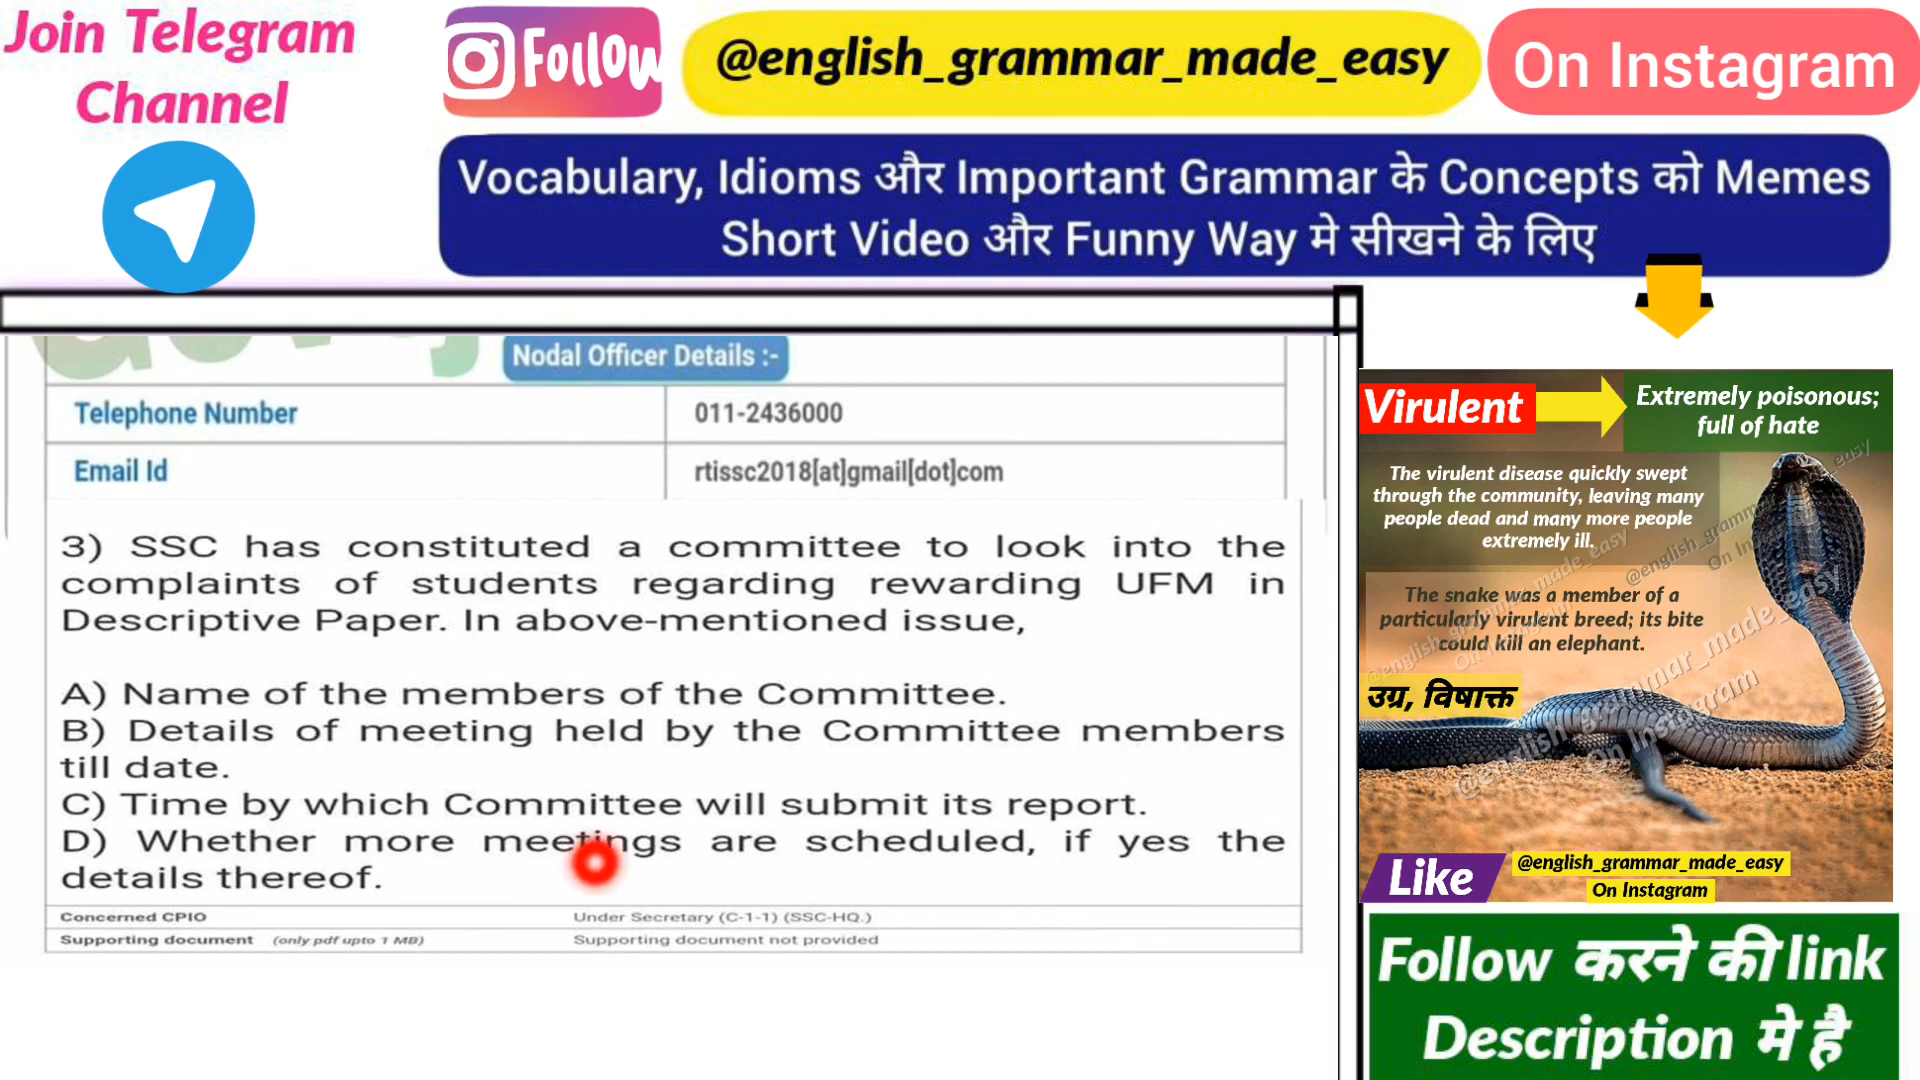 Join Telegram
Channel
Follow
@english_grammar_made_easy
On Instagram
Vocabulary, Idioms और Important Grammar के Concepts को Memes
Short Video और Funny Way मे सीखने के लिए
Nodal Officer Details :-
Telephone Number 011-2436000
Email Id rtissc2018[at]gmail[dot]com
3) SSC has constituted a committee to look into the
complaints of students regarding rewarding UFM in
Descriptive Paper. In above-mentioned issue,
A) Name of the members of the Committee.
B) Details of meeting held by the Committee members
till date.
C) Time by which Committee will submit its report.
D) Whether more meetings are scheduled, if yes the
details thereof.
Concerned CPIO Under Secretary (C-1-1) (SSC-HQ.)
Supporting document (only pdf upto 1 MB) Supporting document not provided
Virulent
Extremely poisonous;
full of hate
The virulent disease quickly swept
through the community, leaving many
people dead and many more people
extremely ill.
The snake was a member of a
particularly virulent breed; its bite
could kill an elephant.
उग्र, विषाक्त
@english_grammar_made_easy
On Instagram
Like
@english_grammar_made_easy
On Instagram
Follow करने की link
Description मे है